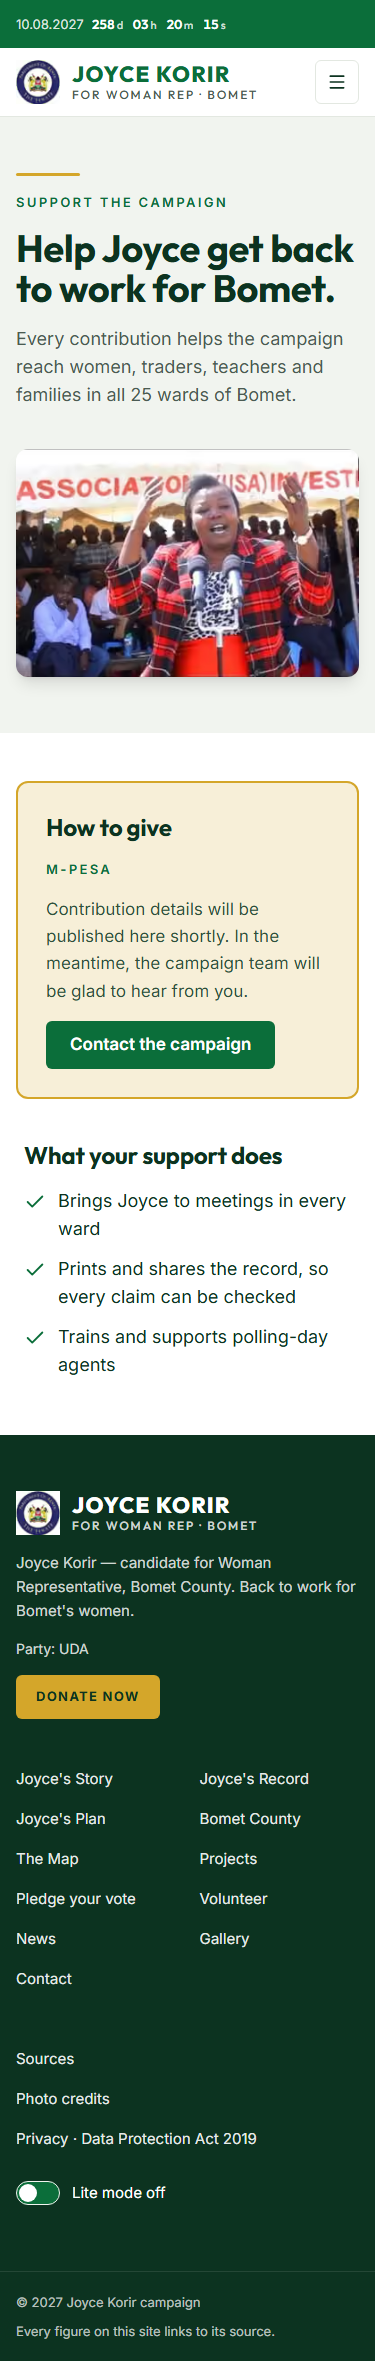 10.08.2027 258 d 03 h 20 m 15 s
JOYCE KORIR
FOR WOMAN REP · BOMET
SUPPORT THE CAMPAIGN
Help Joyce get back
to work for Bomet.
Every contribution helps the campaign
reach women, traders, teachers and
families in all 25 wards of Bomet.
How to give
M-PESA
Contribution details will be
published here shortly. In the
meantime, the campaign team will
be glad to hear from you.
Contact the campaign
What your support does
Brings Joyce to meetings in every
ward
Prints and shares the record, so
every claim can be checked
Trains and supports polling-day
agents
JOYCE KORIR
FOR WOMAN REP · BOMET
Joyce Korir — candidate for Woman
Representative, Bomet County. Back to work for
Bomet's women.
Party: UDA
DONATE NOW
Joyce's Story Joyce's Record
Joyce's Plan Bomet County
The Map Projects
Pledge your vote Volunteer
News Gallery
Contact
Sources
Photo credits
Privacy · Data Protection Act 2019
Lite mode off
© 2027 Joyce Korir campaign
Every figure on this site links to its source.